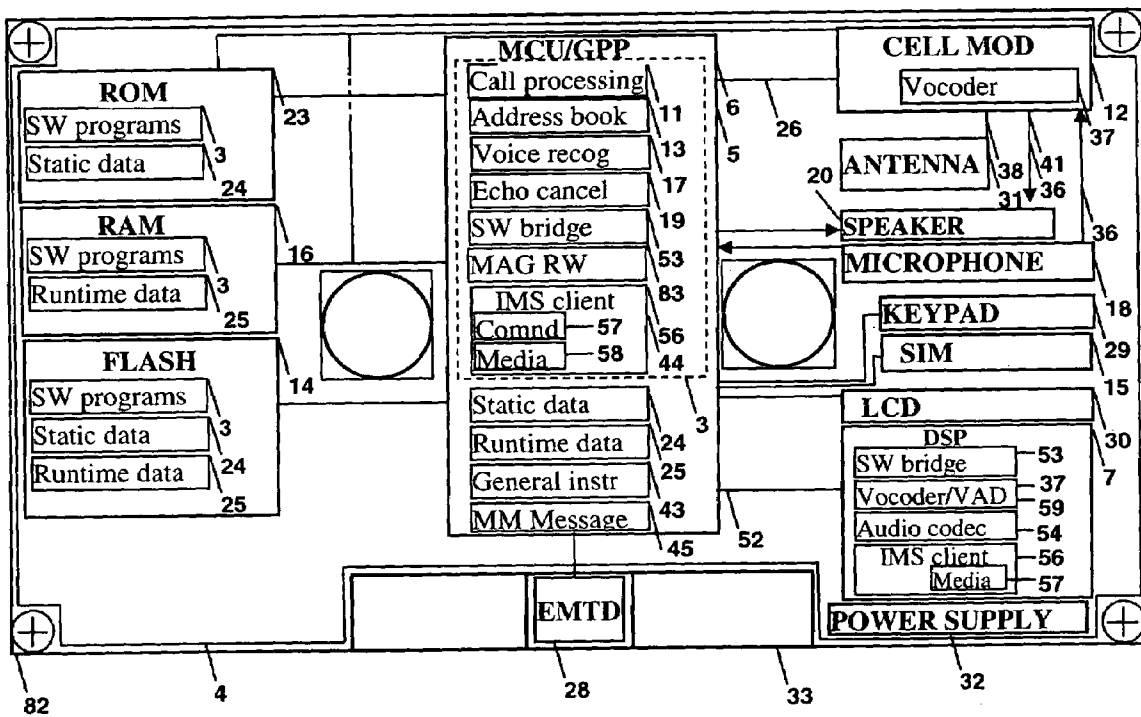 ROM
SW programs
3
Static data
24
23
RAM
SW programs
3
Runtime data
25
16
FLASH
SW programs
3
Static data
24
Runtime data
25
14
MCU/GPP
Call processing
11
Address book
13
Voice recog
17
Echo cancel
19
SW bridge
53
MAG RW
83
IMS client
56
Comnd
57
Media
58
44
3
Static data
24
Runtime data
25
General instr
43
MM Message
45
6
5
26
52
CELL MOD
Vocoder
12
37
ANTENNA
38
31
41
36
36
20
SPEAKER
MICROPHONE
18
KEYPAD
29
SIM
15
LCD
30
DSP
7
SW bridge
53
Vocoder/VAD
37
59
Audio codec
54
IMS client
56
Media
57
POWER SUPPLY
32
EMTD
28
33
82
4